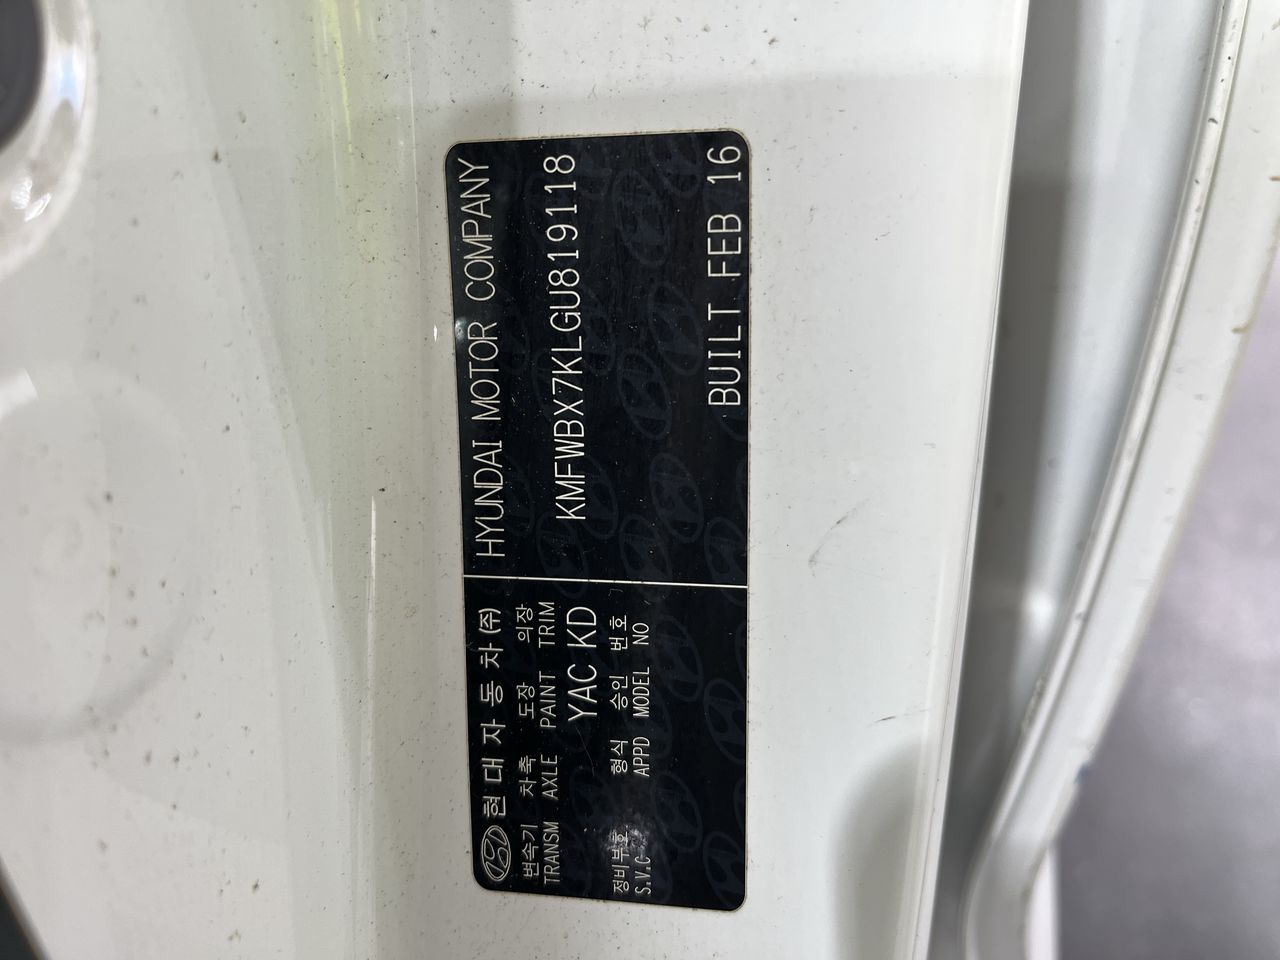 현대자동차(주)
변속기 차축 도장 의장
TRANSM AXLE PAINT TRIM
YAC KD
정비부호 형식 승인 번호
S.V.C APPD MODEL NO
HYUNDAI MOTOR COMPANY
KMFWBX7KLGU819118
BUILT FEB 16